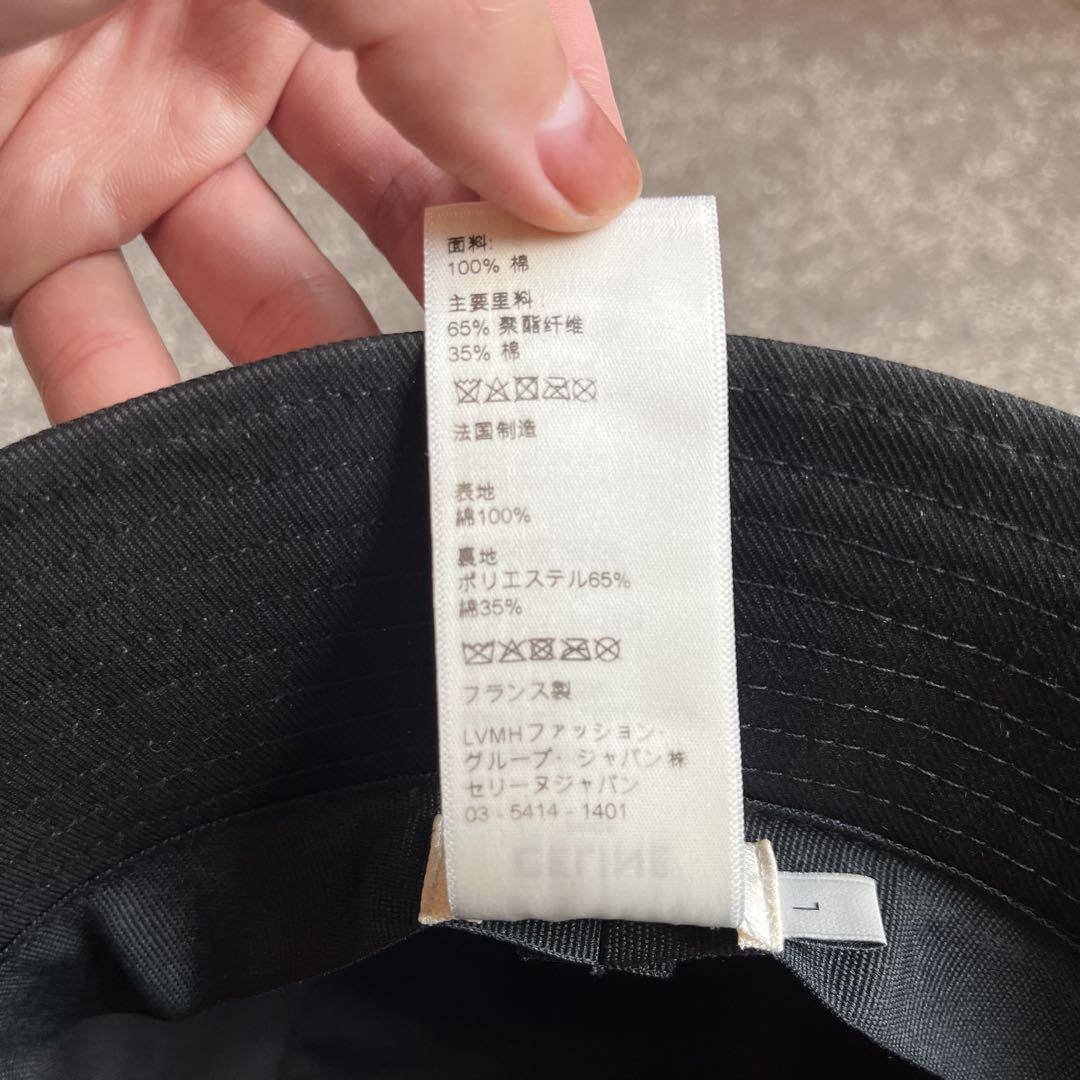 面料:
100% 棉
主要里料:
65% 聚酯纤维
35% 棉
法国制造
表地
綿100%
裏地
ポリエステル65%
綿35%
フランス製
LVMHファッション・
グループ・ジャパン㈱
セリーヌジャパン
03 - 5414 - 1401
CELINE
L